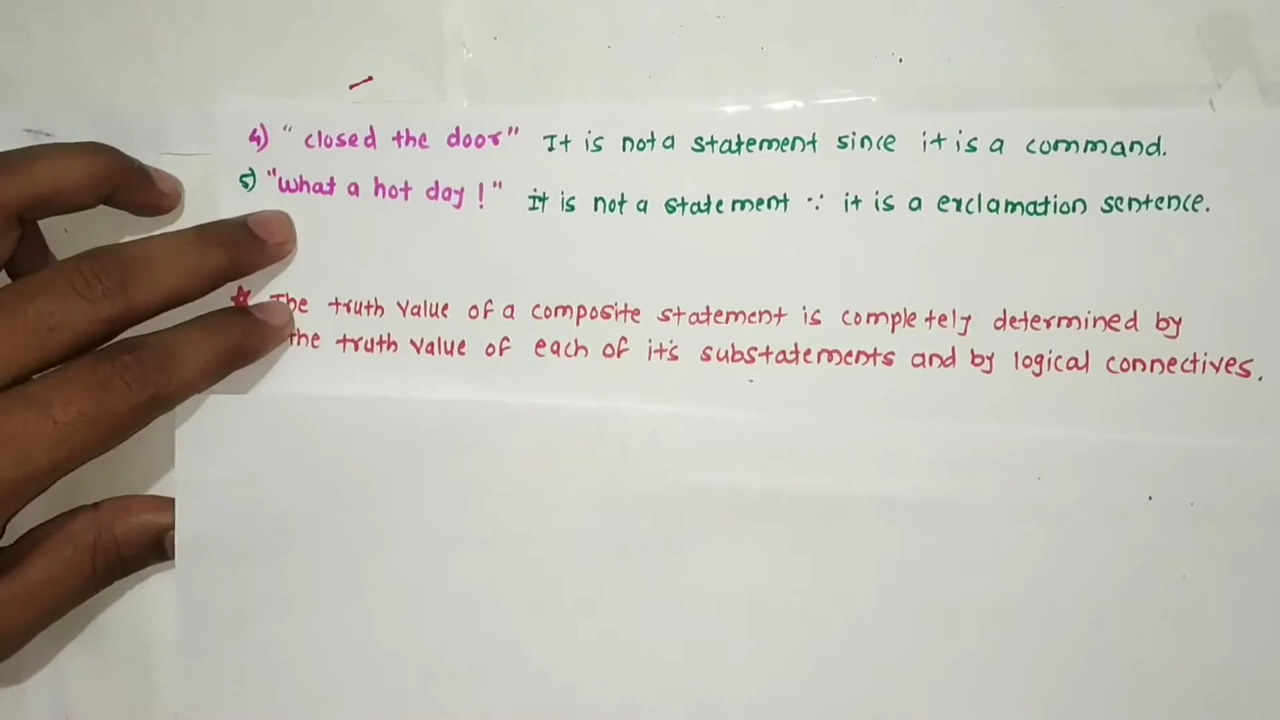 4) "closed the door" It is not a statement since it is a command.
5) "What a hot day!" It is not a statement ∵ it is a exclamation sentence.
☆ The truth value of a composite statement is completely determined by
the truth value of each of it's substatements and by logical connectives.